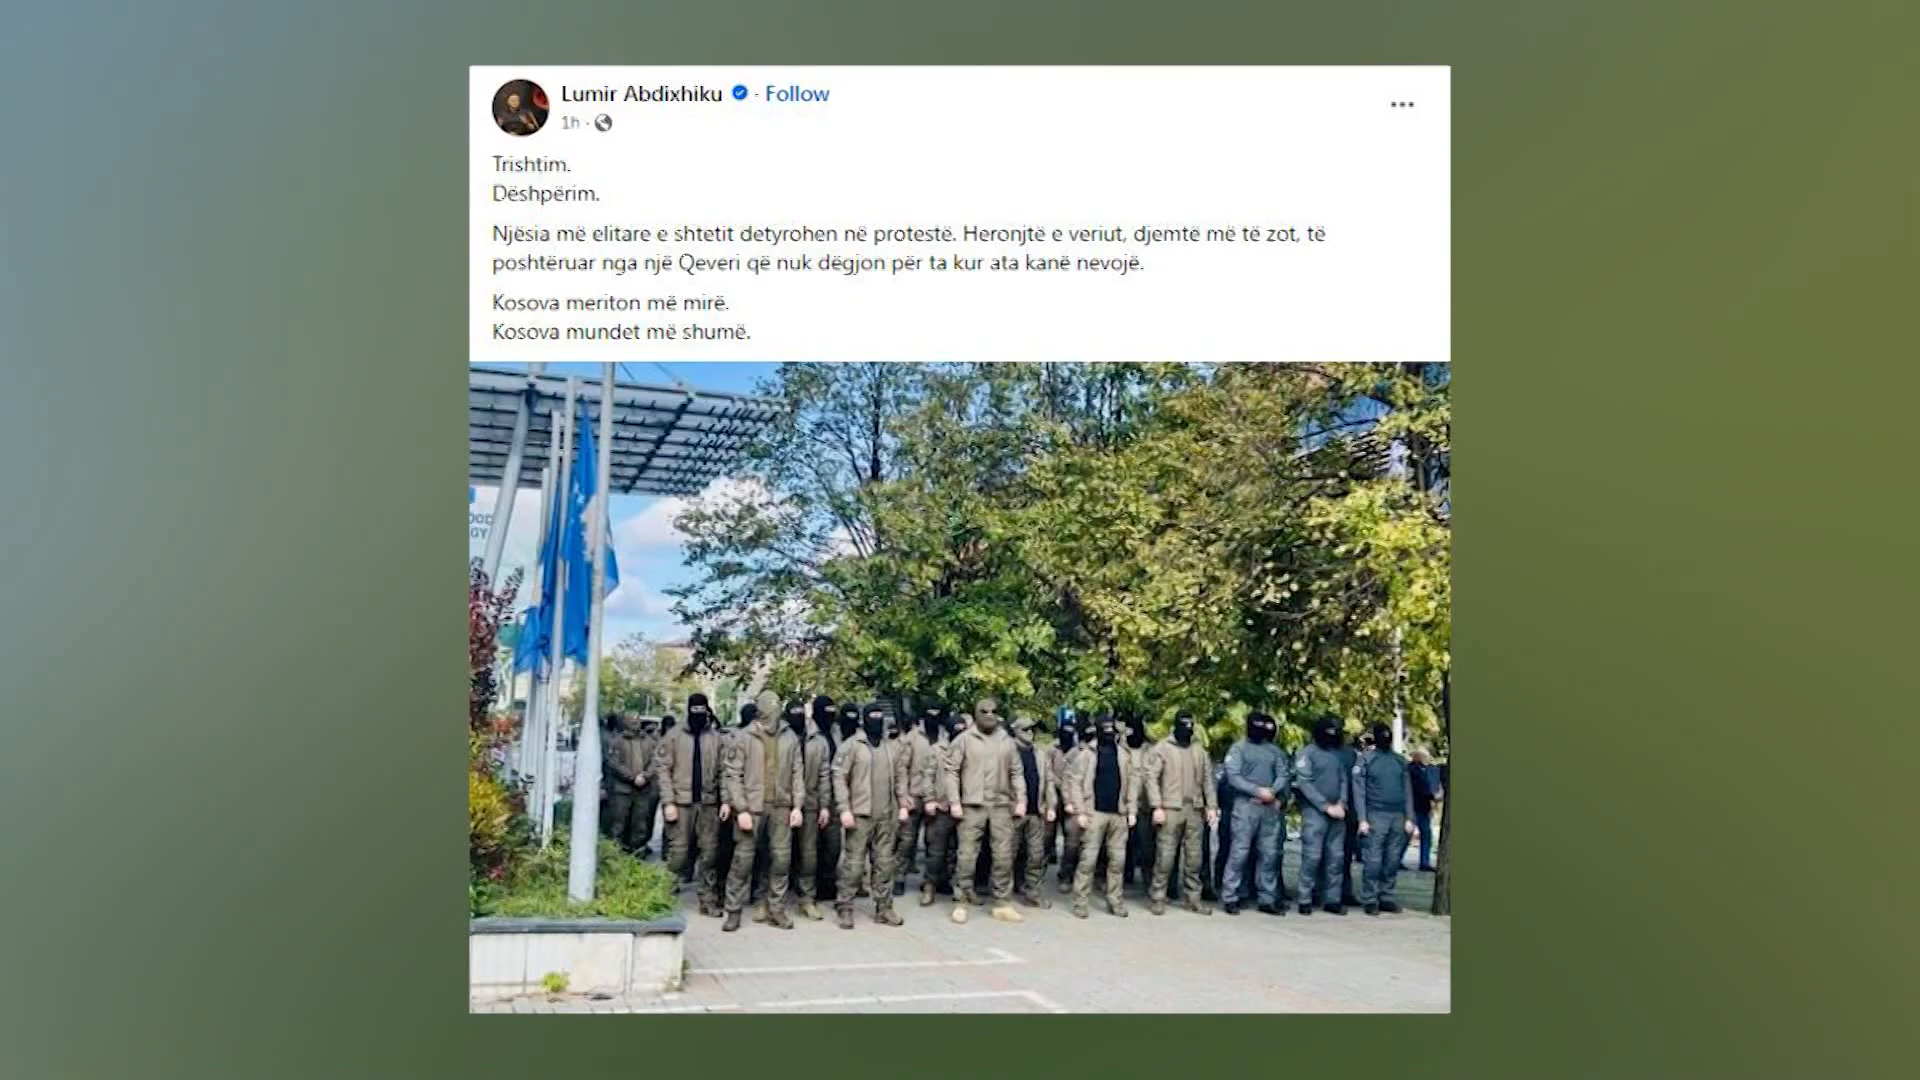 Lumir Abdixhiku · Follow
1h ·
Trishtim.
Dëshpërim.
Njësia më elitare e shtetit detyrohen në protestë. Heronjtë e veriut, djemtë më të zot, të
poshtëruar nga një Qeveri që nuk dëgjon për ta kur ata kanë nevojë.
Kosova meriton më mirë.
Kosova mundet më shumë.